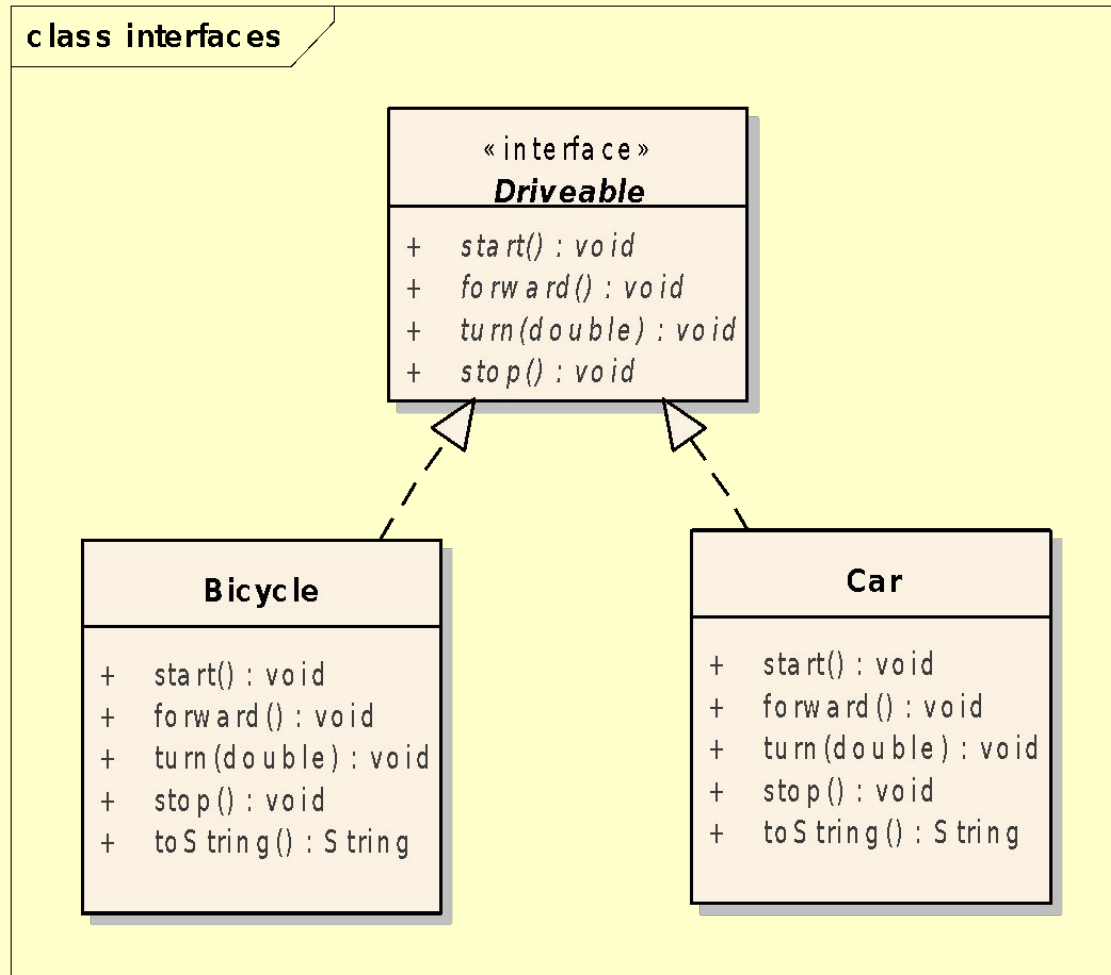 class interfaces
«interface»
Driveable
+ start() : void
+ forward() : void
+ turn(double) : void
+ stop() : void
Bicycle
+ start() : void
+ forward() : void
+ turn(double) : void
+ stop() : void
+ toString() : String
Car
+ start() : void
+ forward() : void
+ turn(double) : void
+ stop() : void
+ toString() : String